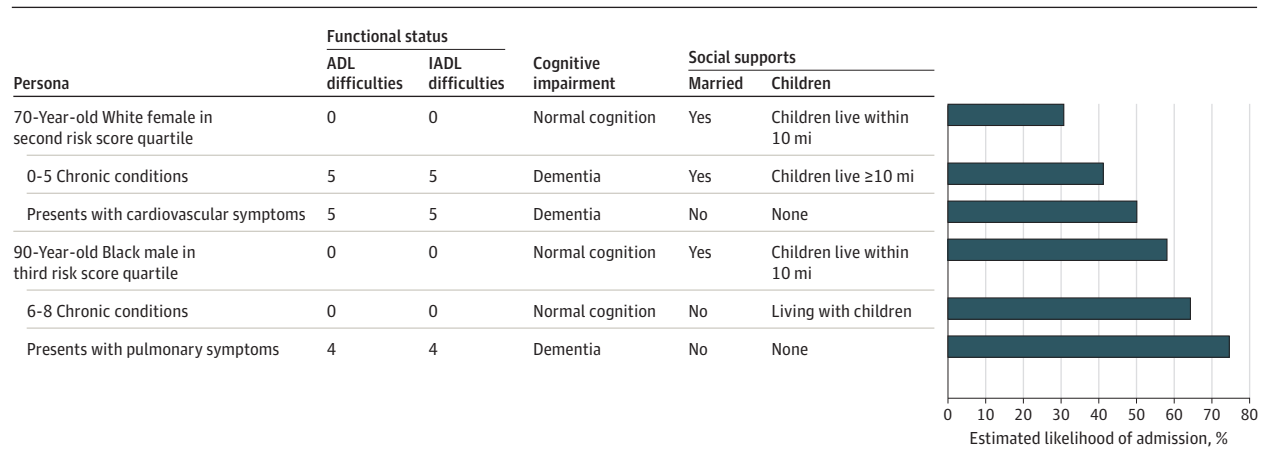 Functional status
Social supports
Persona
ADL difficulties
IADL difficulties
Cognitive impairment
Married
Children
70-Year-old White female in
second risk score quartile
0
0
Normal cognition
Yes
Children live within
10 mi
0-5 Chronic conditions
5
5
Dementia
Yes
Children live ≥10 mi
Presents with cardiovascular symptoms
5
5
Dementia
No
None
90-Year-old Black male in
third risk score quartile
0
0
Normal cognition
Yes
Children live within
10 mi
6-8 Chronic conditions
0
0
Normal cognition
No
Living with children
Presents with pulmonary symptoms
4
4
Dementia
No
None
0 10 20 30 40 50 60 70 80
Estimated likelihood of admission, %